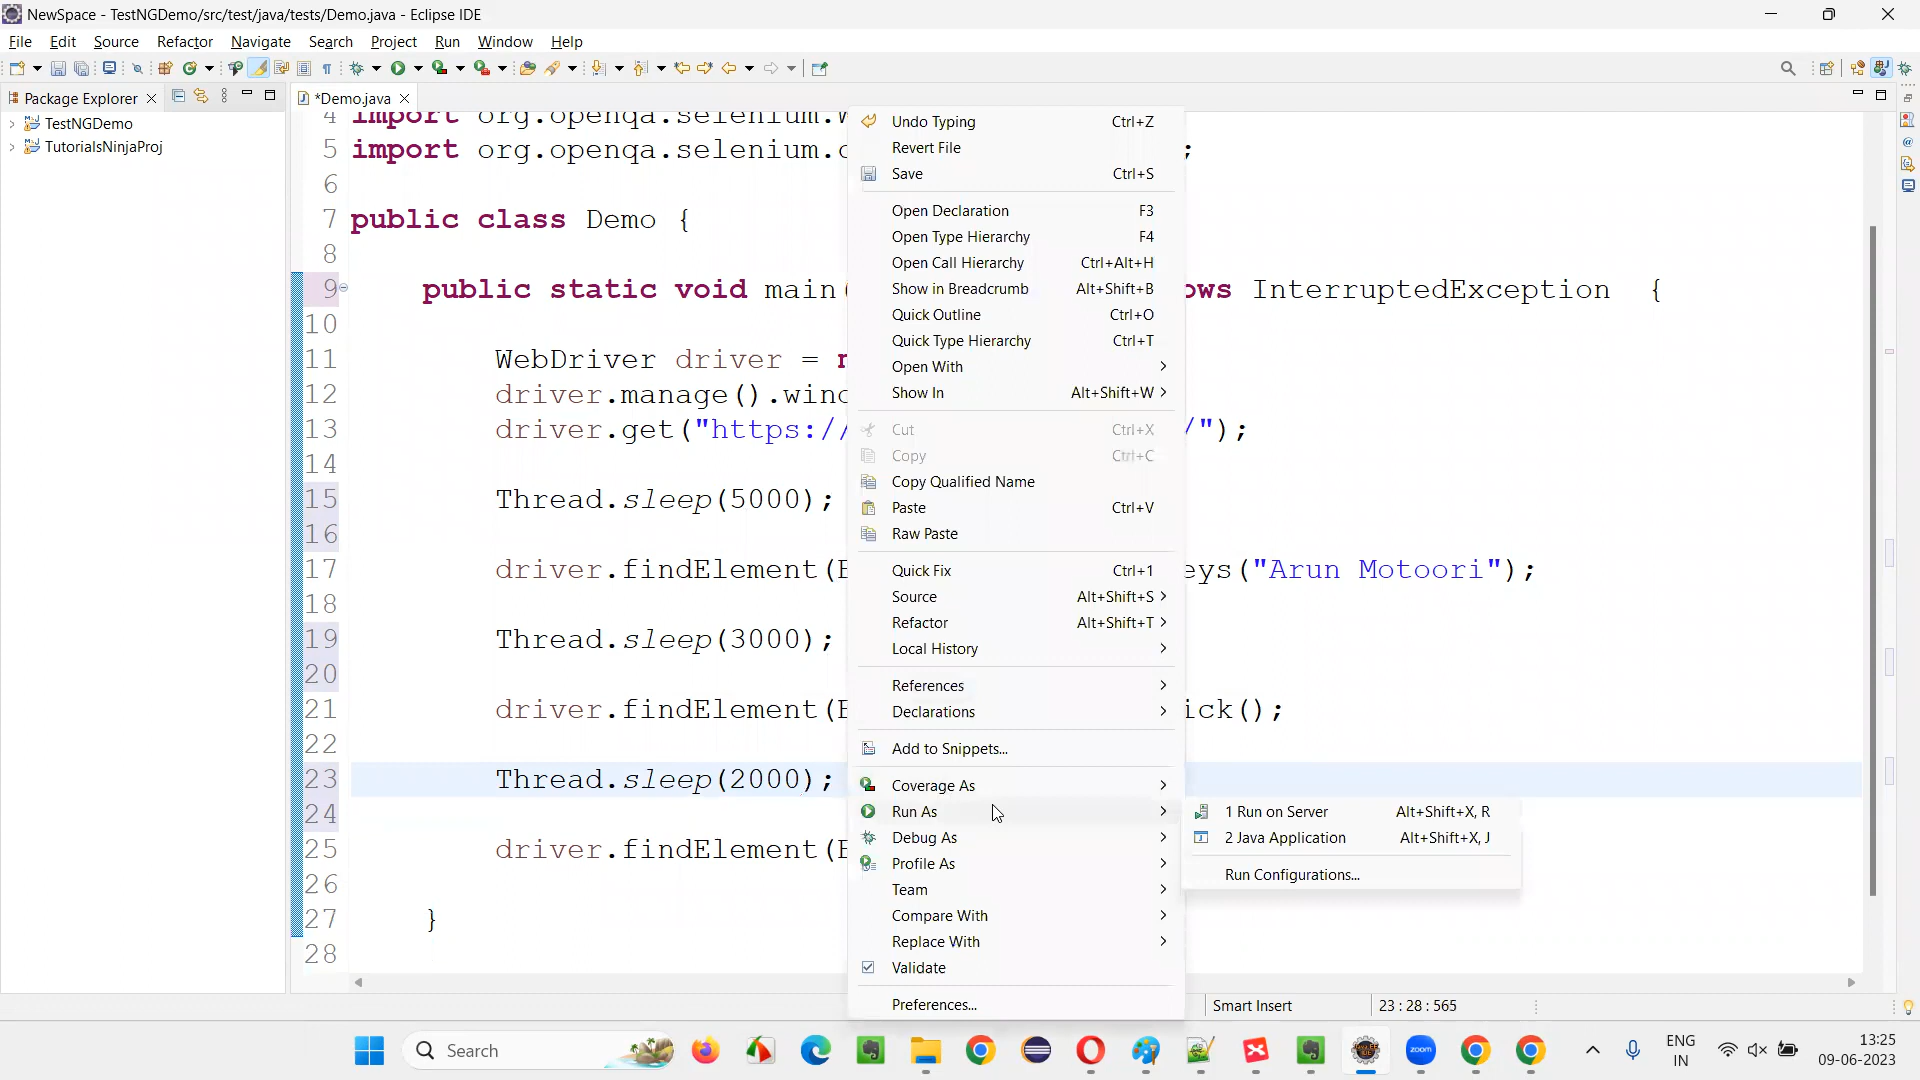 NewSpace - TestNGDemo/src/test/java/tests/Demo.java - Eclipse IDE
File Edit Source Refactor Navigate Search Project Run Window Help
Package Explorer
*Demo.java
TestNGDemo
TutorialsNinjaProj
4 import org.openqa.selenium.
5 import org.openqa.selenium. ;
6
7 public class Demo {
8
9 public static void main InterruptedException {
10
11 WebDriver driver =
12 driver.manage().
13 driver.get("https:// /");
14
15 Thread.sleep(5000);
16
17 driver.findElement( ("Arun Motoori");
18
19 Thread.sleep(3000);
20
21 driver.findElement( ();
22
23 Thread.sleep(2000);
24
25 driver.findElement(
26
27 }
28
Undo Typing Ctrl+Z
Revert File
Save Ctrl+S
Open Declaration F3
Open Type Hierarchy F4
Open Call Hierarchy Ctrl+Alt+H
Show in Breadcrumb Alt+Shift+B
Quick Outline Ctrl+O
Quick Type Hierarchy Ctrl+T
Open With
Show In Alt+Shift+W
Cut Ctrl+X
Copy Ctrl+C
Copy Qualified Name
Paste Ctrl+V
Raw Paste
Quick Fix Ctrl+1
Source Alt+Shift+S
Refactor Alt+Shift+T
Local History
References
Declarations
Add to Snippets...
Coverage As
Run As
Debug As
Profile As
Team
Compare With
Replace With
Validate
Preferences...
1 Run on Server Alt+Shift+X, R
2 Java Application Alt+Shift+X, J
Run Configurations...
Smart Insert 23 : 28 : 565
Search
zoom
ENG
IN
13:25
09-06-2023